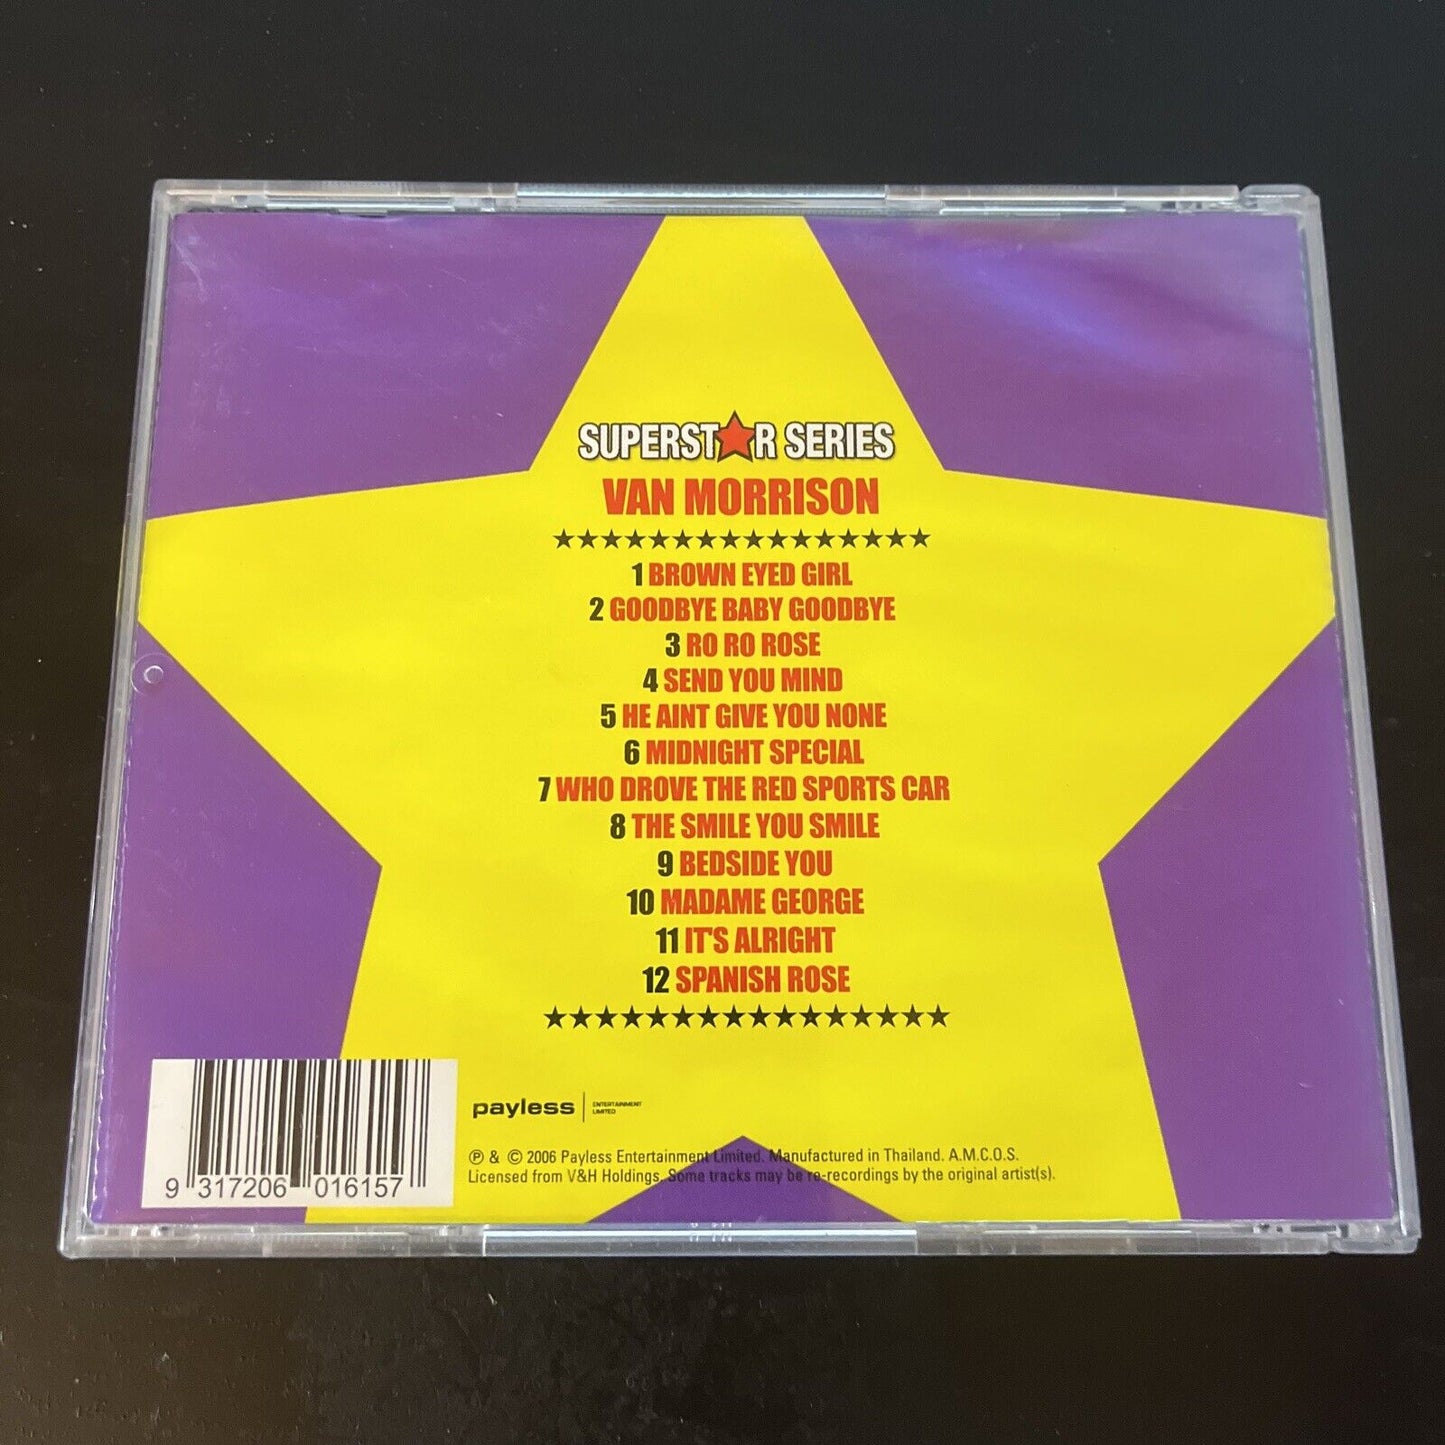 SUPERST★R SERIES
VAN MORRISON
★★★★★★★★★★★★★★★★
1 BROWN EYED GIRL
2 GOODBYE BABY GOODBYE
3 RO RO ROSE
4 SEND YOU MIND
5 HE AINT GIVE YOU NONE
6 MIDNIGHT SPECIAL
7 WHO DROVE THE RED SPORTS CAR
8 THE SMILE YOU SMILE
9 BEDSIDE YOU
10 MADAME GEORGE
11 IT'S ALRIGHT
12 SPANISH ROSE
★★★★★★★★★★★★★★★★
payless
ENTERTAINMENT
LIMITED
℗ & © 2006 Payless Entertainment Limited. Manufactured in Thailand. A.M.C.O.S.
Licensed from V&H Holdings. Some tracks may be re-recordings by the original artist(s).
9 317206 016157